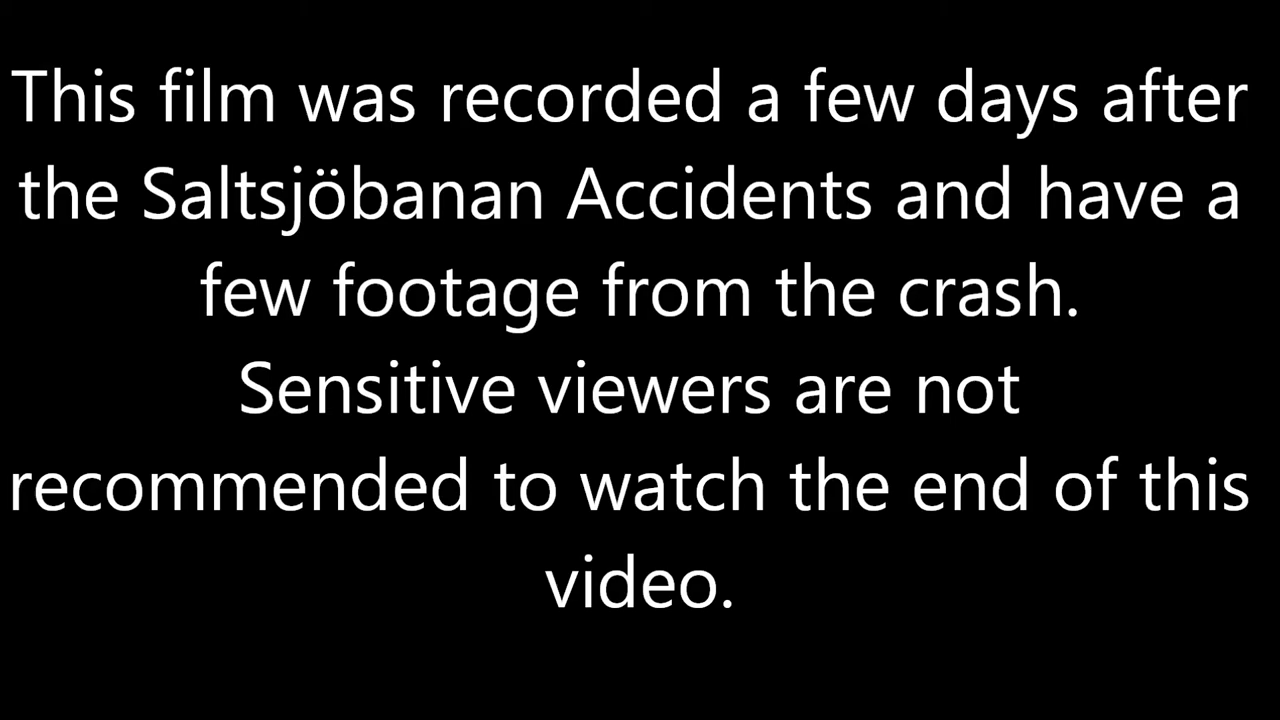 This film was recorded a few days after
the Saltsjöbanan Accidents and have a
few footage from the crash.
Sensitive viewers are not
recommended to watch the end of this
video.